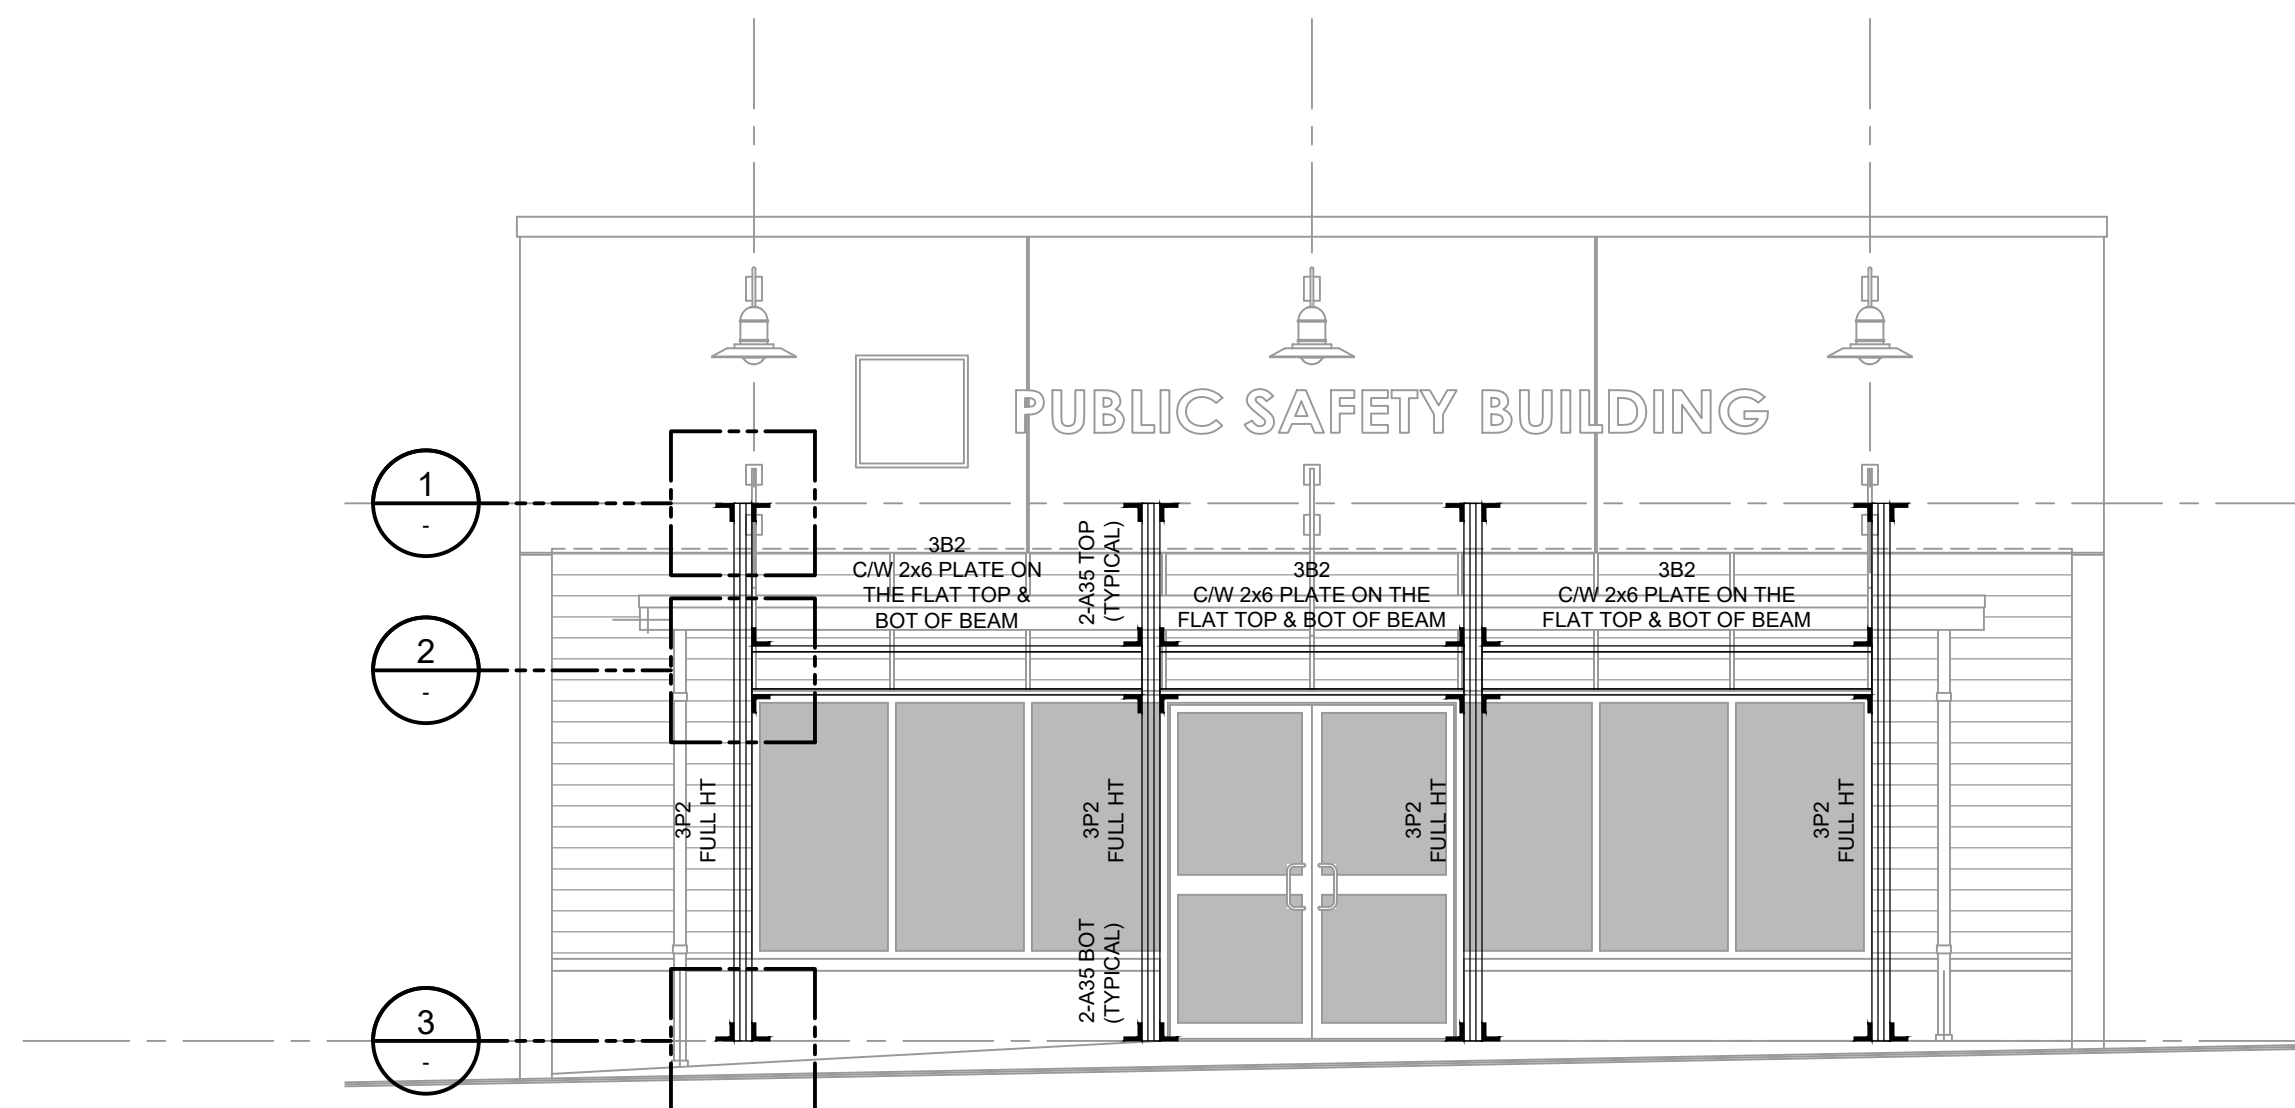 PUBLIC SAFETY BUILDING
1
-
3B2
C/W 2x6 PLATE ON
THE FLAT TOP &
BOT OF BEAM
2-A35 TOP
(TYPICAL)
3B2
C/W 2x6 PLATE ON THE
FLAT TOP & BOT OF BEAM
3B2
C/W 2x6 PLATE ON THE
FLAT TOP & BOT OF BEAM
2
-
3P2
FULL HT
3P2
FULL HT
3P2
FULL HT
3P2
FULL HT
2-A35 BOT
(TYPICAL)
3
-